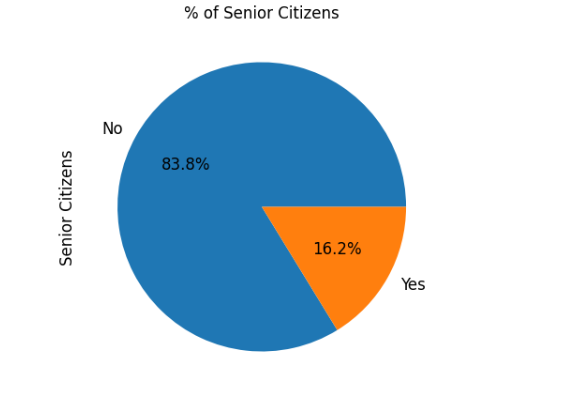 % of Senior Citizens
No
83.8%
Senior Citizens
16.2%
Yes